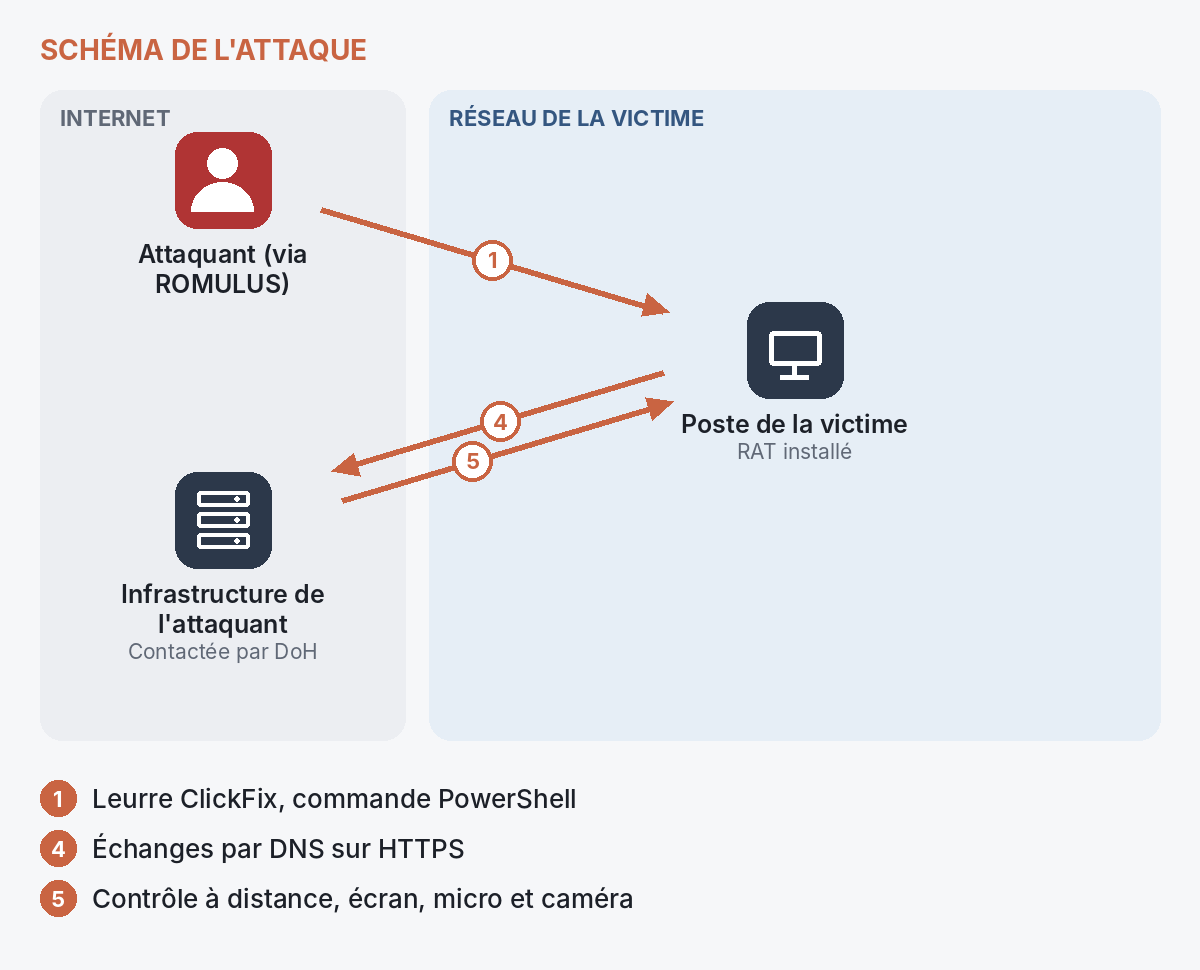 SCHÉMA DE L'ATTAQUE
INTERNET
Attaquant (via
ROMULUS)
Infrastructure de
l'attaquant
Contactée par DoH
RÉSEAU DE LA VICTIME
1
4
5
Poste de la victime
RAT installé
1 Leurre ClickFix, commande PowerShell
4 Échanges par DNS sur HTTPS
5 Contrôle à distance, écran, micro et caméra